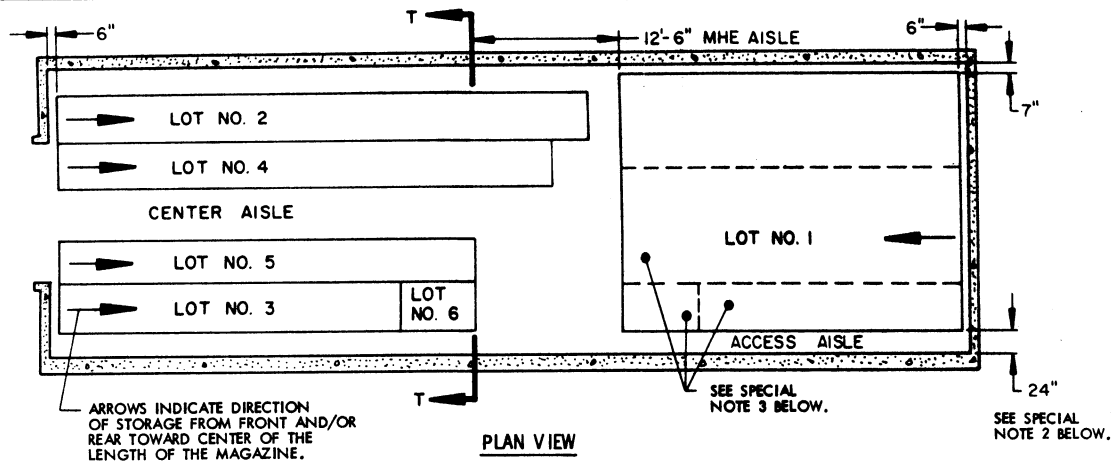 T
6"
12'-6" MHE AISLE
6"
7"
LOT NO. 2
LOT NO. 4
CENTER AISLE
LOT NO. 1
LOT NO. 5
LOT NO. 3
LOT
NO. 6
ACCESS AISLE
T
24"
SEE SPECIAL
NOTE 3 BELOW.
SEE SPECIAL
NOTE 2 BELOW.
ARROWS INDICATE DIRECTION
OF STORAGE FROM FRONT AND/OR
REAR TOWARD CENTER OF THE
LENGTH OF THE MAGAZINE.
PLAN VIEW